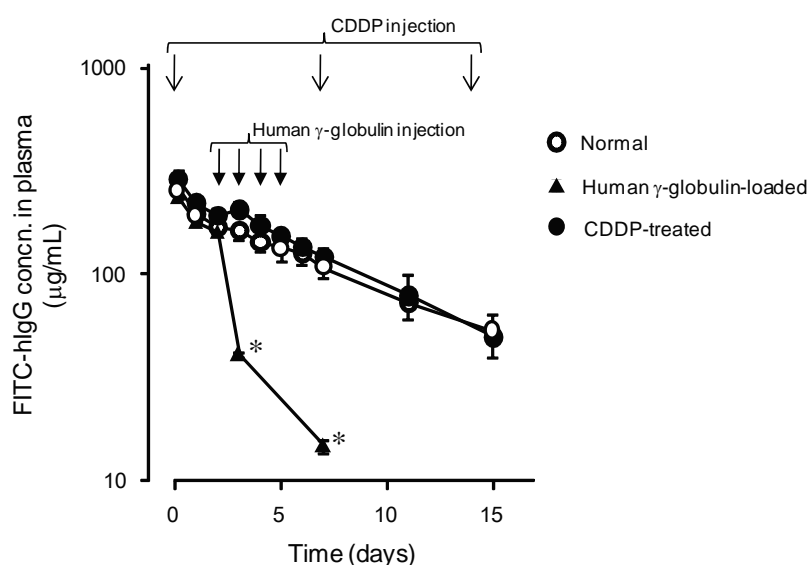 CDDP injection
1000
Human γ-globulin injection
Normal
Human γ-globulin-loaded
CDDP-treated
FITC-hIgG concn. in plasma
(μg/mL)
100
*
*
10
0
5
10
15
Time (days)